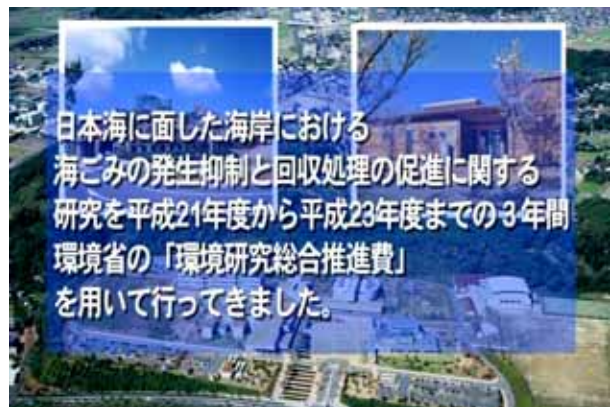 日本海に面した海岸における
海ごみの発生抑制と回収処理の促進に関する
研究を平成21年度から平成23年度までの３年間
環境省の「環境研究総合推進費」
を用いて行ってきました。